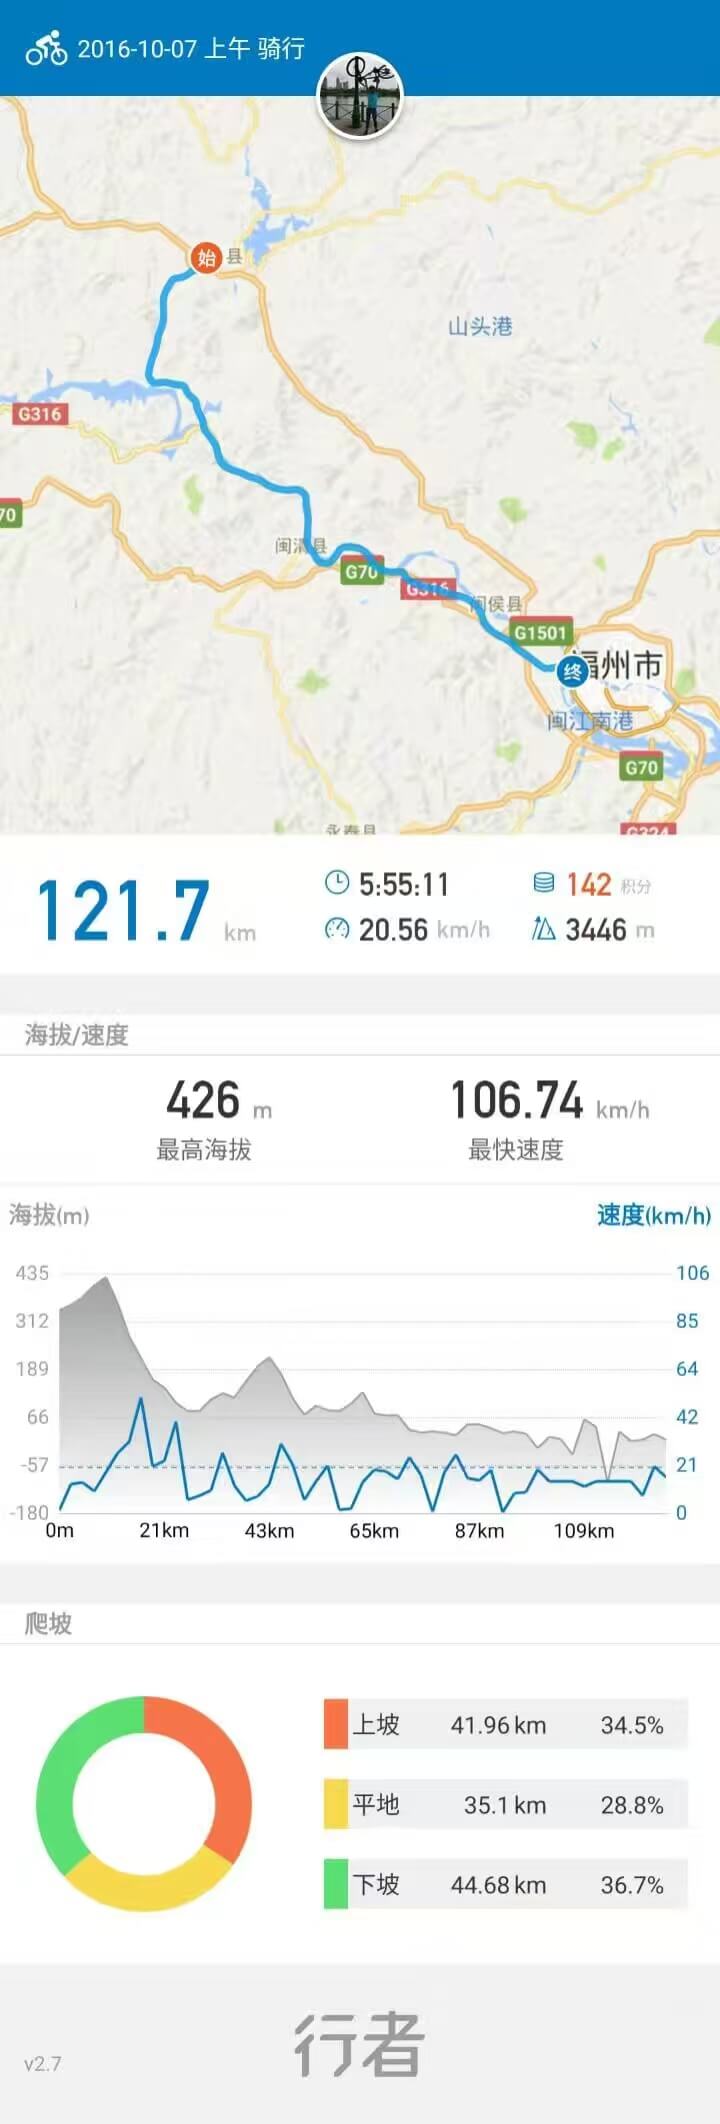 2016-10-07 上午 骑行
始
县
山头港
G316
70
闽清县
G70
G316
闽侯县
G1501
终
福州市
闽江南港
G70
永泰县
G324
121.7 km
5:55:11
142 积分
20.56 km/h
3446 m
海拔/速度
426 m
106.74 km/h
最高海拔
最快速度
海拔(m)
速度(km/h)
435
106
312
85
189
64
66
42
-57
21
-180
0
0m
21km
43km
65km
87km
109km
爬坡
上坡 41.96 km 34.5%
平地 35.1 km 28.8%
下坡 44.68 km 36.7%
v2.7
行者